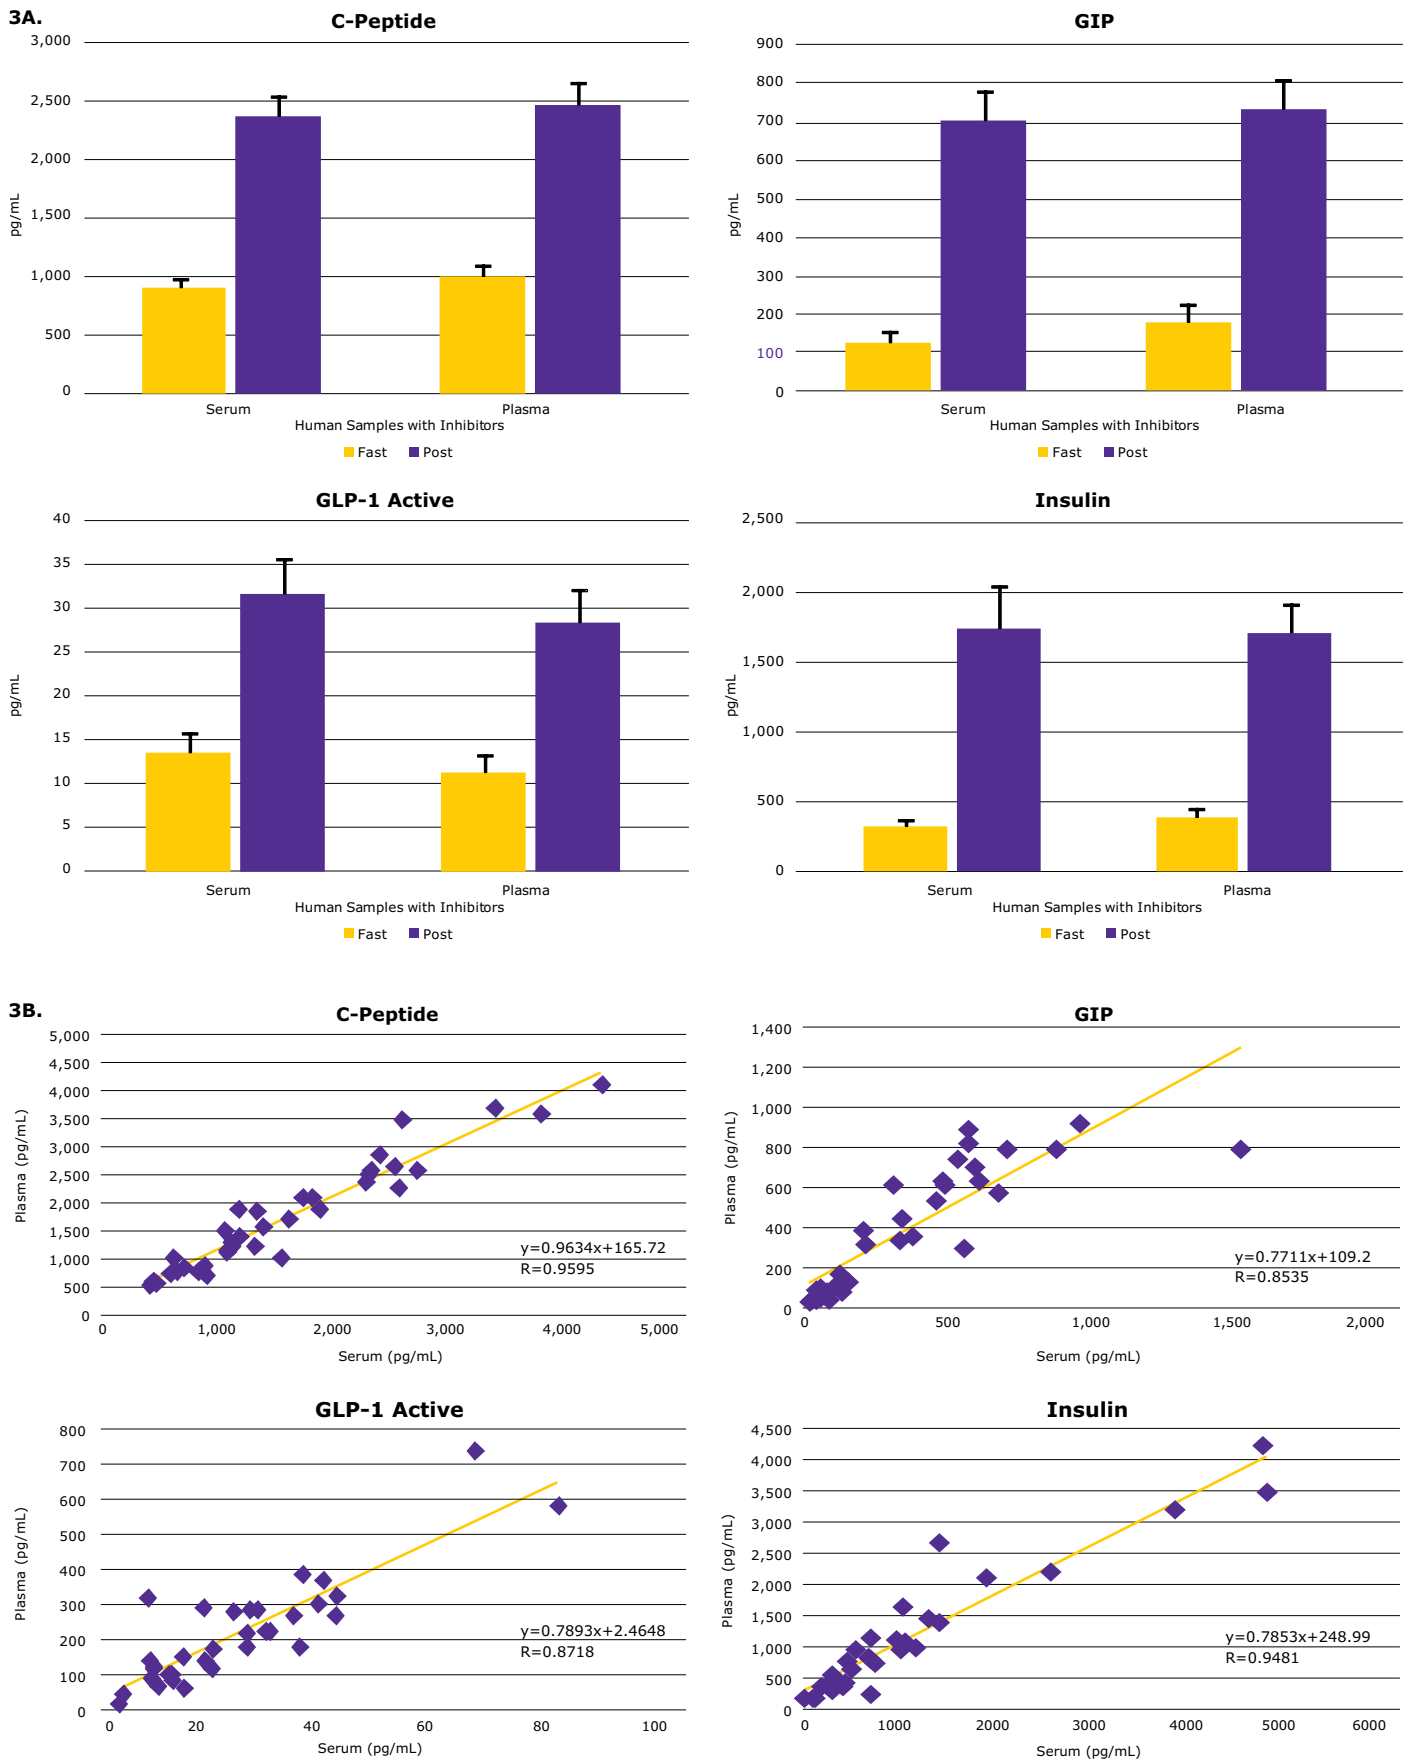 3A.
C-Peptide
3,000
2,500
2,000
1,500
1,000
500
0
pg/mL
Serum
Plasma
Human Samples with Inhibitors
Fast Post
GIP
900
800
700
600
500
400
300
200
100
0
pg/mL
Serum
Plasma
Human Samples with Inhibitors
Fast Post
GLP-1 Active
40
35
30
25
20
15
10
5
0
pg/mL
Serum
Plasma
Human Samples with Inhibitors
Fast Post
Insulin
2,500
2,000
1,500
1,000
500
0
pg/mL
Serum
Plasma
Human Samples with Inhibitors
Fast Post
3B.
C-Peptide
5,000
4,500
4,000
3,500
3,000
2,500
2,000
1,500
1,000
500
0
Plasma (pg/mL)
y=0.9634x+165.72
R=0.9595
0 1,000 2,000 3,000 4,000 5,000
Serum (pg/mL)
GIP
1,400
1,200
1,000
800
600
400
200
0
Plasma (pg/mL)
y=0.7711x+109.2
R=0.8535
0 500 1,000 1,500 2,000
Serum (pg/mL)
GLP-1 Active
800
700
600
500
400
300
200
100
0
Plasma (pg/mL)
y=0.7893x+2.4648
R=0.8718
0 20 40 60 80 100
Serum (pg/mL)
Insulin
4,500
4,000
3,500
3,000
2,500
2,000
1,500
1,000
500
0
Plasma (pg/mL)
y=0.7853x+248.99
R=0.9481
0 1000 2000 3000 4000 5000 6000
Serum (pg/mL)